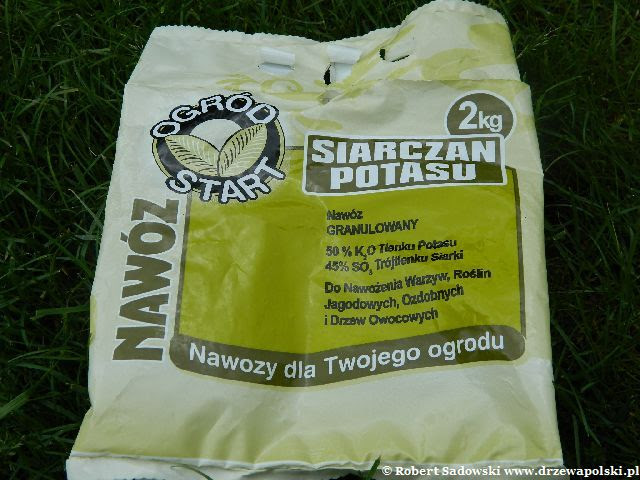 OGRÓD
START
2kg
SIARCZAN
POTASU
NAWÓZ
Nawóz
GRANULOWANY
50 % K₂O Tlenku Potasu
45% SO₃ Trójtlenku Siarki
Do Nawożenia Warzyw, Roślin
Jagodowych, Ozdobnych
i Drzew Owocowych
Nawozy dla Twojego ogrodu
© Robert Sadowski www.drzewapolski.pl